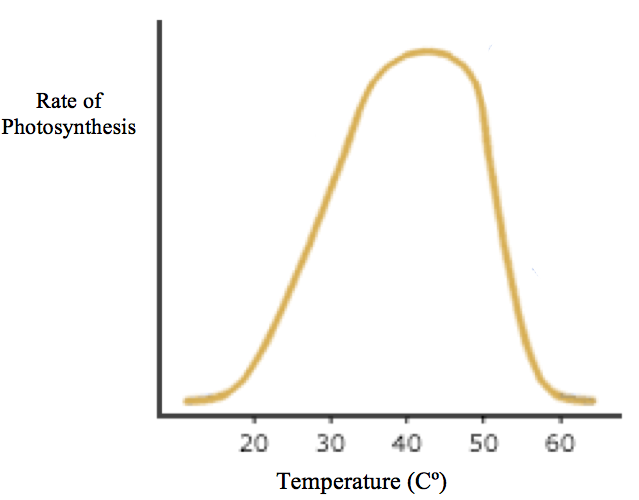 Rate of
Photosynthesis
20 30 40 50 60
Temperature (Cº)